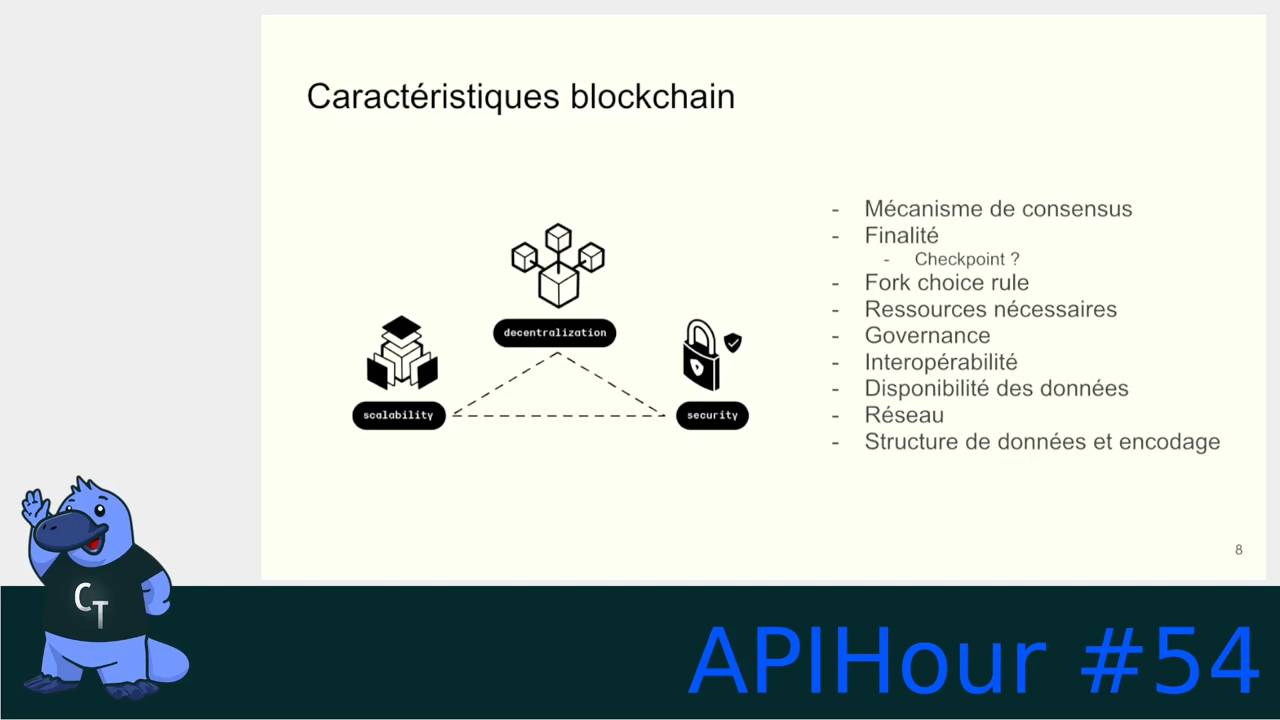 Caractéristiques blockchain
decentralization
scalability
security
- Mécanisme de consensus
- Finalité
- Checkpoint ?
- Fork choice rule
- Ressources nécessaires
- Governance
- Interopérabilité
- Disponibilité des données
- Réseau
- Structure de données et encodage
8
CT
APIHour #54